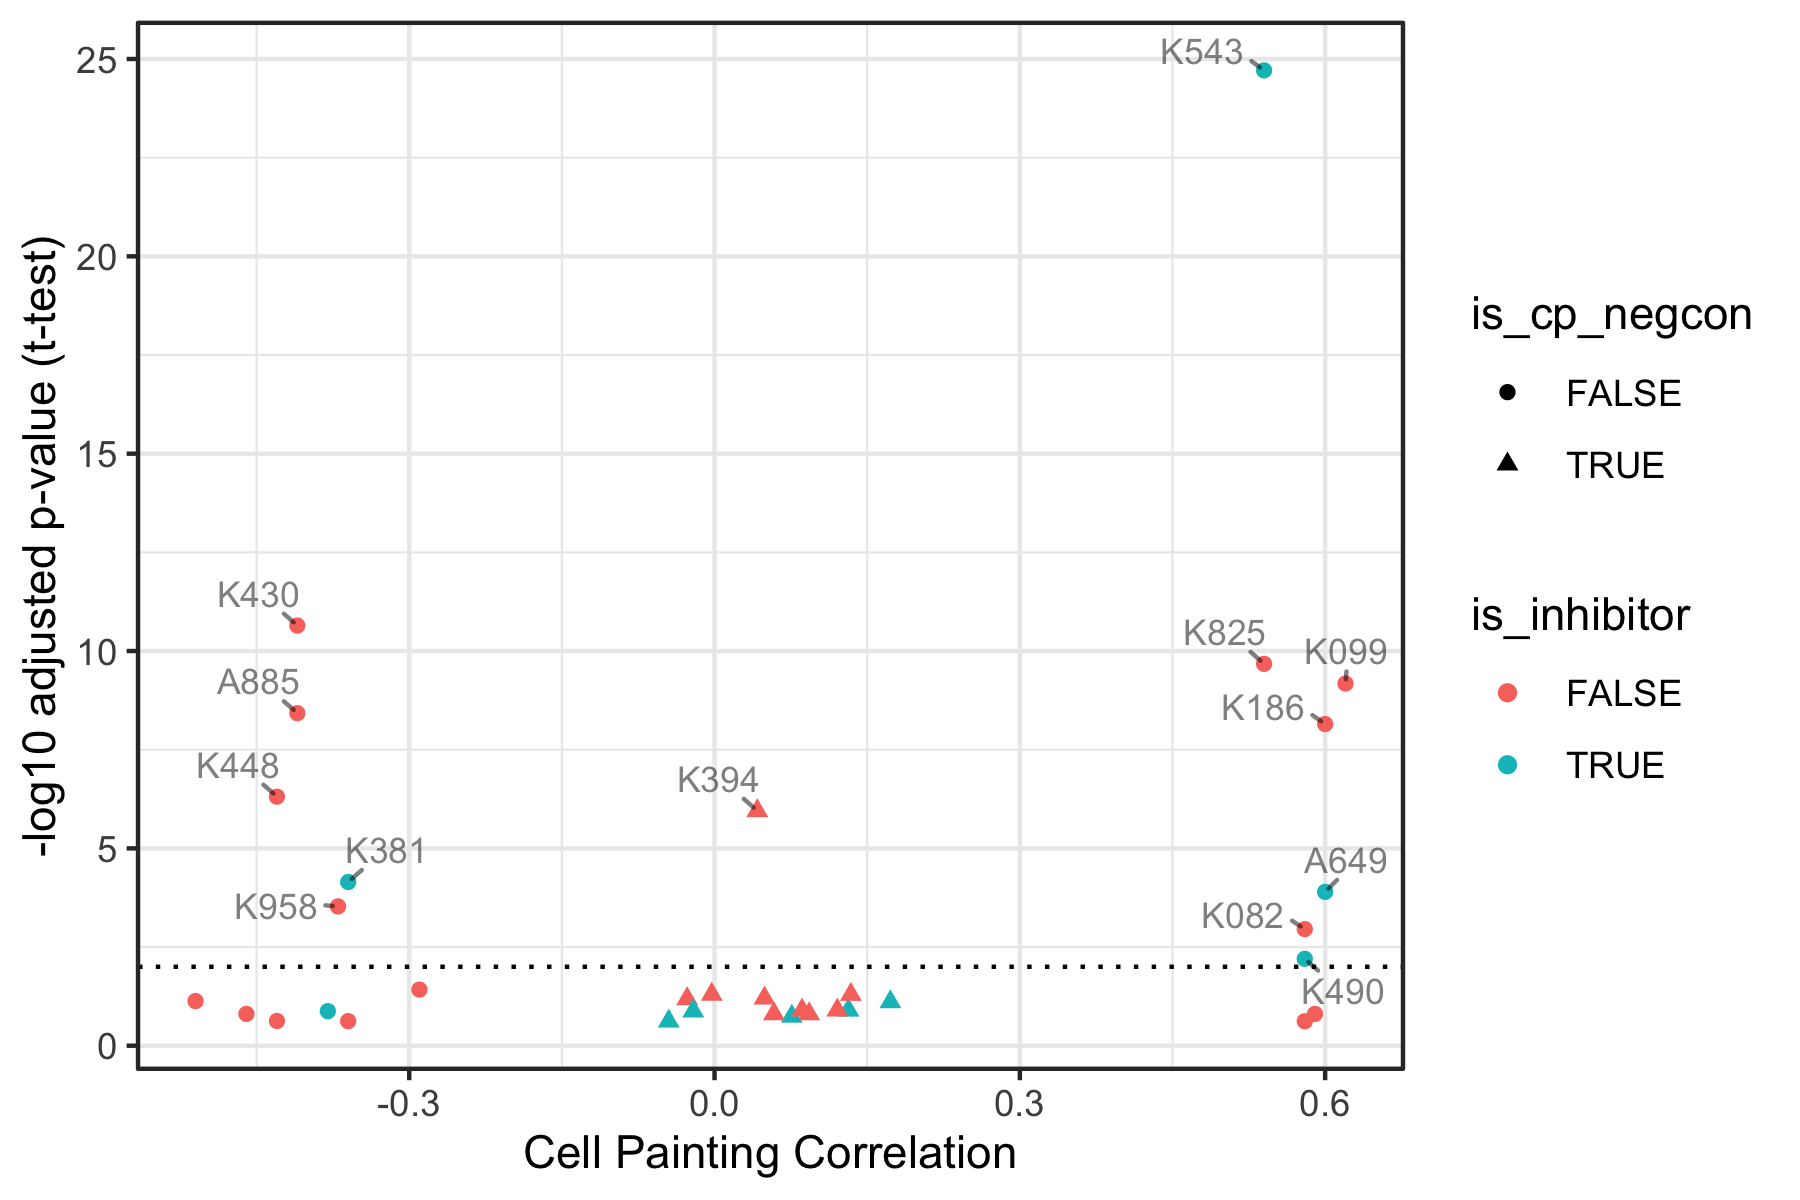 25
20
15
10
5
0
-log10 adjusted p-value (t-test)
K543
K430
A885
K448
K381
K958
K394
K825
K099
K186
A649
K082
K490
-0.3
0.0
0.3
0.6
Cell Painting Correlation
is_cp_negcon
FALSE
TRUE
is_inhibitor
FALSE
TRUE